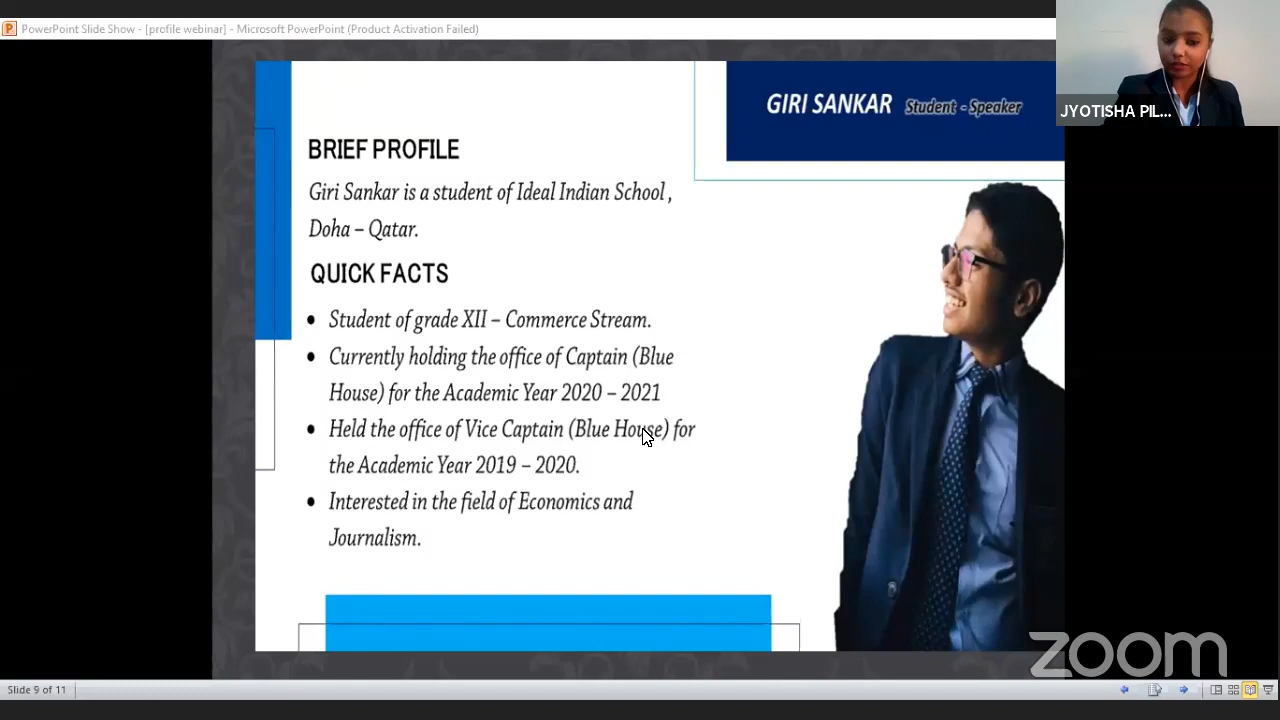 PowerPoint Slide Show - [profile webinar] - Microsoft PowerPoint (Product Activation Failed)
JYOTISHA PIL...
GIRI SANKAR Student - Speaker
BRIEF PROFILE
Giri Sankar is a student of Ideal Indian School ,
Doha – Qatar.
QUICK FACTS
• Student of grade XII – Commerce Stream.
• Currently holding the office of Captain (Blue
House) for the Academic Year 2020 – 2021
• Held the office of Vice Captain (Blue House) for
the Academic Year 2019 – 2020.
• Interested in the field of Economics and
Journalism.
zoom
Slide 9 of 11